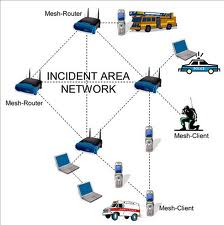 Mesh-Router
INCIDENT AREA
NETWORK
Mesh-Router
Mesh-Client
Mesh-Client